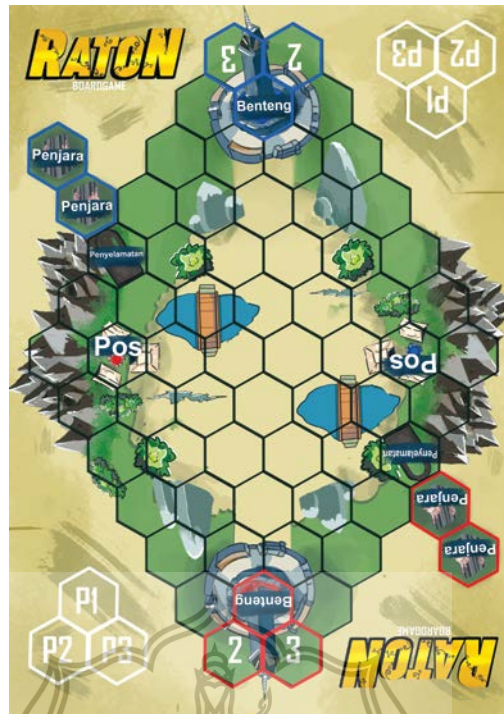 RATON
BOARDGAME
3
2
P3
P2
P1
Benteng
Penjara
Penjara
Penyelamatan
Pos
Pos
Penyelamatan
Penjara
Penjara
Benteng
2
3
P1
P2
P3
RATON
BOARDGAME